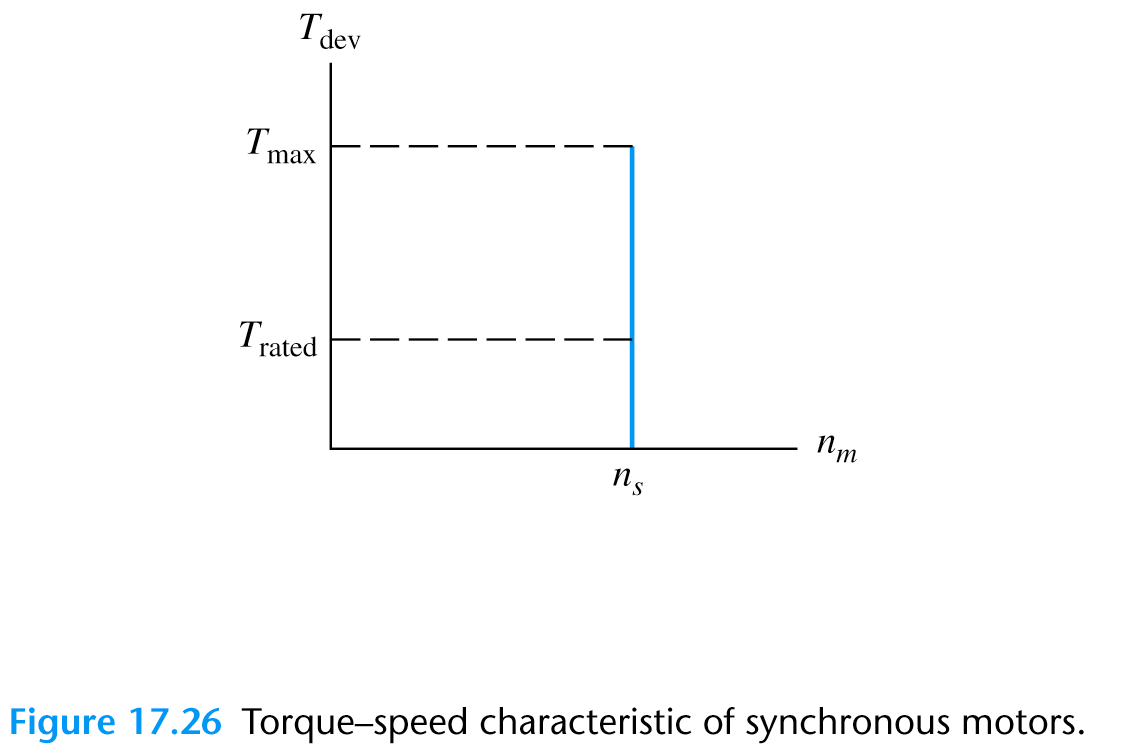 T_dev
T_max
T_rated
n_m
n_s
Figure 17.26 Torque–speed characteristic of synchronous motors.